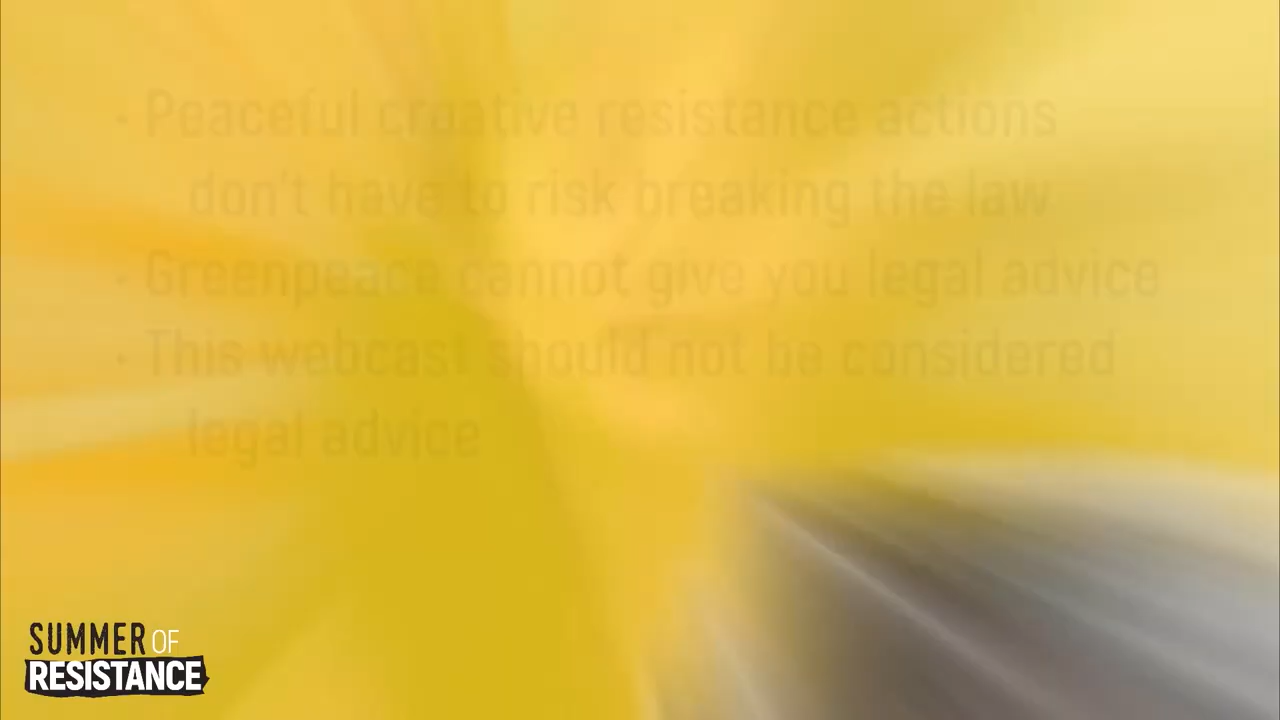 · Peaceful creative resistance actions
don't have to risk breaking the law
· Greenpeace cannot give you legal advice
· This webcast should not be considered
legal advice
SUMMER OF
RESISTANCE